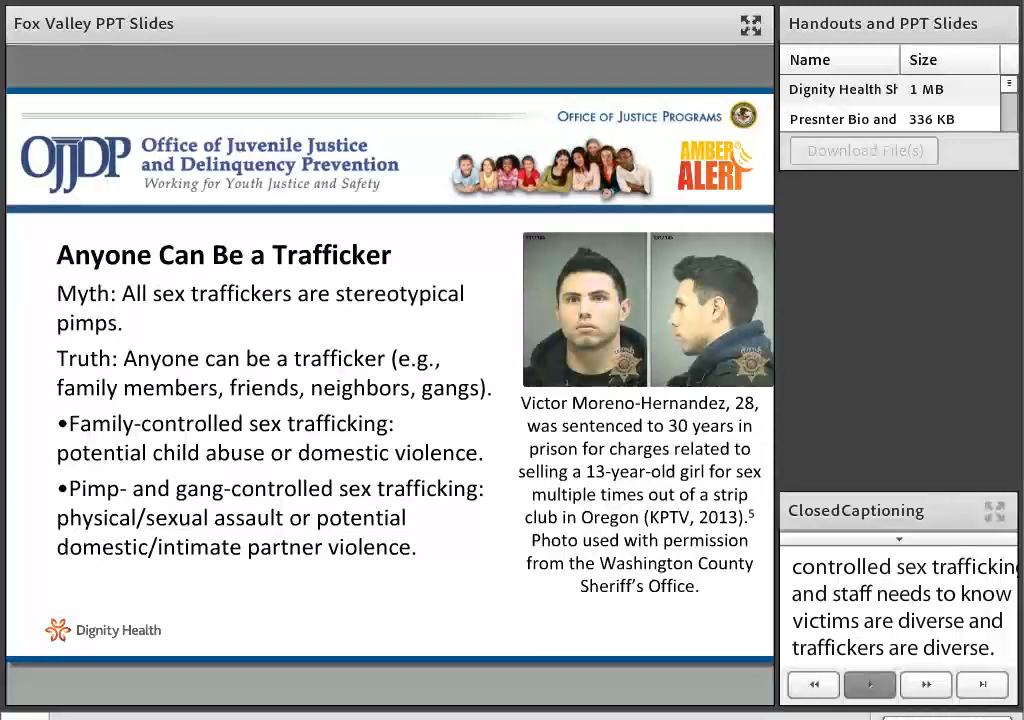 Fox Valley PPT Slides
OFFICE OF JUSTICE PROGRAMS
OJJDP
Office of Juvenile Justice
and Delinquency Prevention
Working for Youth Justice and Safety
AMBER
ALERT
Anyone Can Be a Trafficker
Myth: All sex traffickers are stereotypical
pimps.
Truth: Anyone can be a trafficker (e.g.,
family members, friends, neighbors, gangs).
•Family-controlled sex trafficking:
potential child abuse or domestic violence.
•Pimp- and gang-controlled sex trafficking:
physical/sexual assault or potential
domestic/intimate partner violence.
Victor Moreno-Hernandez, 28,
was sentenced to 30 years in
prison for charges related to
selling a 13-year-old girl for sex
multiple times out of a strip
club in Oregon (KPTV, 2013).⁵
Photo used with permission
from the Washington County
Sheriff's Office.
Dignity Health
Handouts and PPT Slides
Name Size
Dignity Health Sh 1 MB
Presnter Bio and 336 KB
Download File(s)
ClosedCaptioning
controlled sex traffickin
and staff needs to know
victims are diverse and
traffickers are diverse.